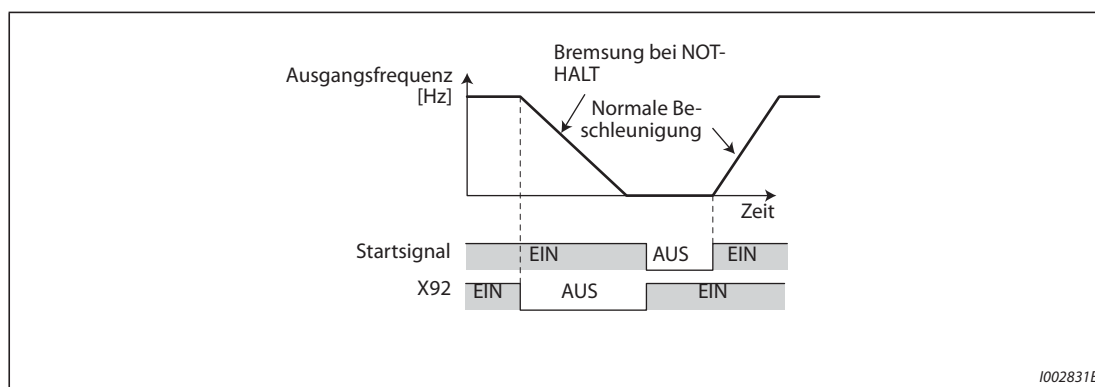 Bremsung bei NOT-
HALT
Ausgangsfrequenz
[Hz]
Normale Be-
schleunigung
Zeit
Startsignal EIN AUS EIN
X92 EIN AUS EIN
I002831E